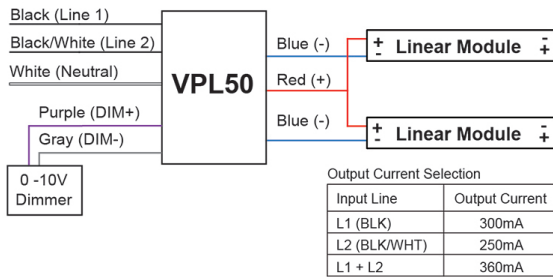 Black (Line 1)
Black/White (Line 2)
White (Neutral)
Purple (DIM+)
Gray (DIM-)
0 -10V
Dimmer
VPL50
Blue (-)
Red (+)
Blue (-)
+
-
Linear Module
-
+
+
-
Linear Module
-
+
Output Current Selection
Input Line Output Current
L1 (BLK) 300mA
L2 (BLK/WHT) 250mA
L1 + L2 360mA